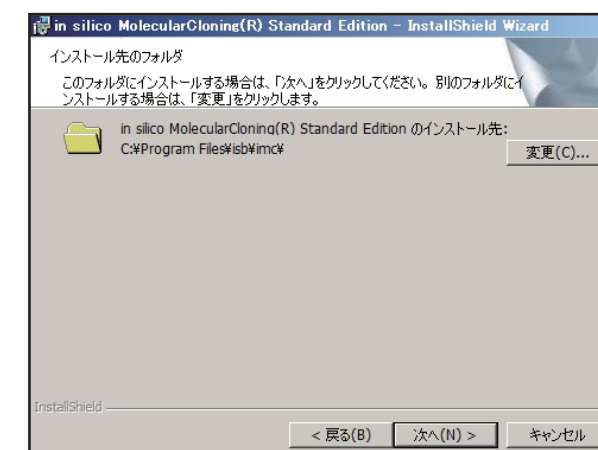 in silico MolecularCloning(R) Standard Edition - InstallShield Wizard
インストール先のフォルダ
このフォルダにインストールする場合は、「次へ」をクリックしてください。別のフォルダにイ
ンストールする場合は、「変更」をクリックします。
in silico MolecularCloning(R) Standard Edition のインストール先:
C:¥Program Files¥isb¥imc¥
変更(C)...
InstallShield
< 戻る(B)
次へ(N) >
キャンセル